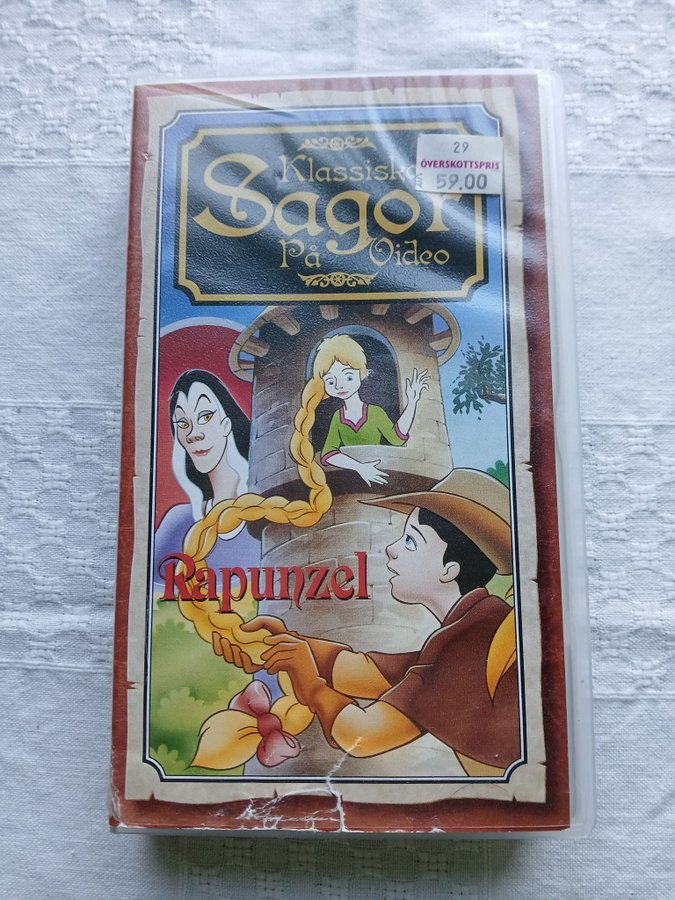 Klassiska
Sagor
På Video
29
ÖVERSKOTTSPRIS
59.00
Rapunzel